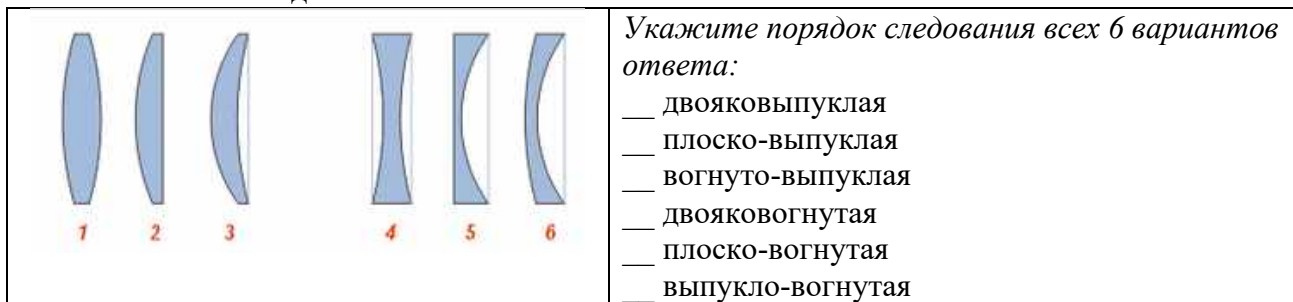 Укажите порядок следования всех 6 вариантов
ответа:
__ двояковыпуклая
__ плоско-выпуклая
__ вогнуто-выпуклая
__ двояковогнутая
__ плоско-вогнутая
__ выпукло-вогнутая
1 2 3 4 5 6